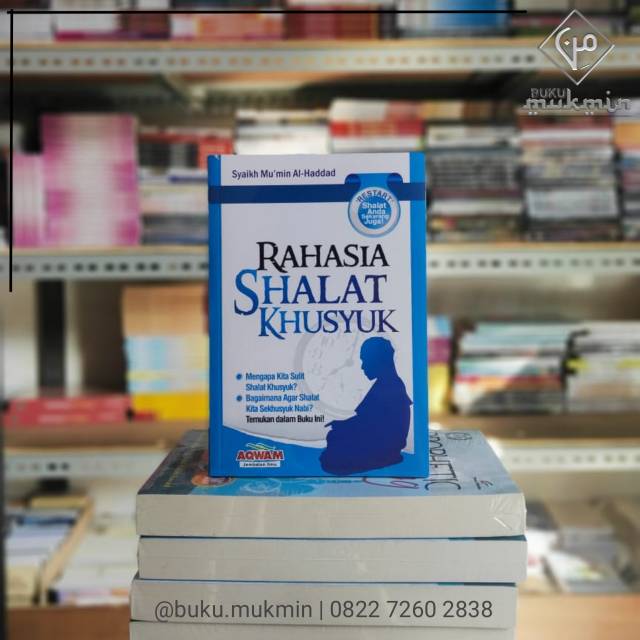 BUKU
mukmin
Syaikh Mu'min Al-Haddad
"RESTART"
Shalat
Anda
Sekarang
Juga!
RAHASIA
SHALAT
KHUSYUK
Mengapa Kita Sulit
Shalat Khusyuk?
Bagaimana Agar Shalat
Kita Sekhusyuk Nabi?
Temukan dalam Buku Ini!
AQWAM
Jembatan Ilmu
@buku.mukmin | 0822 7260 2838